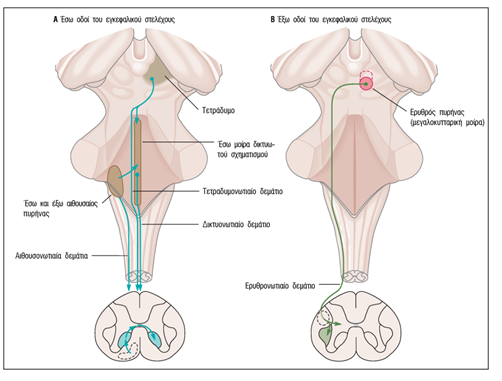 Α Έσω οδοί του εγκεφαλικού στελέχους
Τετράδυμο
Έσω μοίρα δικτυω-
τού σχηματισμού
Τετραδυμονωτιαίο δεμάτιο
Έσω και έξω αιθουσαίος
πυρήνας
Δικτυονωτιαίο δεμάτιο
Αιθουσονωτιαία δεμάτια
Β Έξω οδοί του εγκεφαλικού στελέχους
Ερυθρός πυρήνας
(μεγαλοκυτταρική μοίρα)
Ερυθρονωτιαίο δεμάτιο